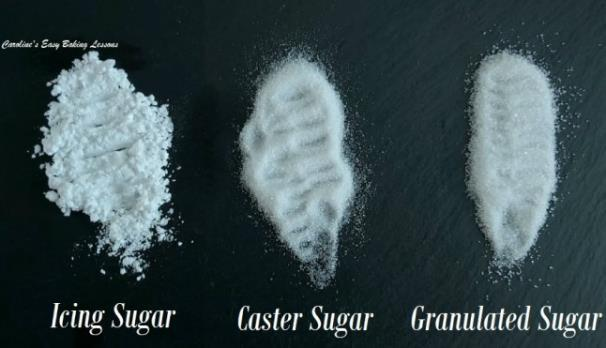 Caroline's Easy Baking Lessons
Icing Sugar
Caster Sugar
Granulated Sugar